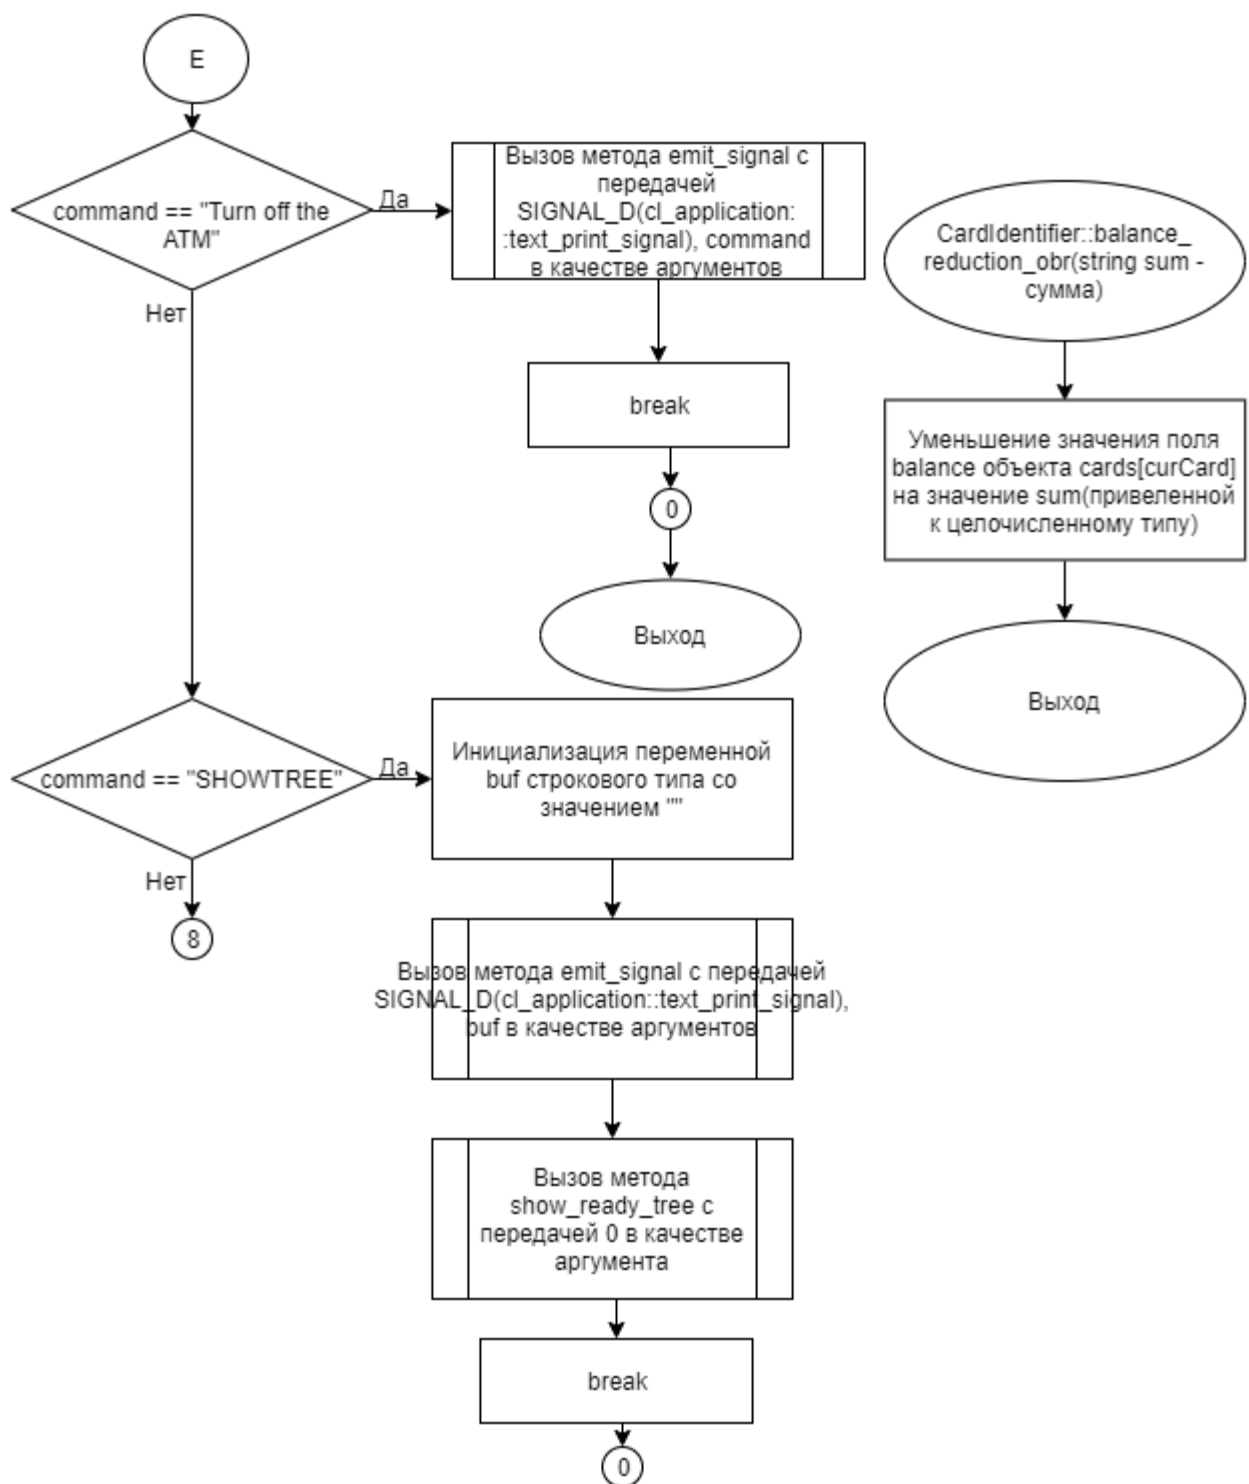 E
command == "Turn off the
ATM"
Да
Нет
Вызов метода emit_signal с
передачей
SIGNAL_D(cl_application:
:text_print_signal), command
в качестве аргументов
break
0
Выход
CardIdentifier::balance_
reduction_obr(string sum -
сумма)
Уменьшение значения поля
balance объекта cards[curCard]
на значение sum(привеленной
к целочисленному типу)
Выход
command == "SHOWTREE"
Да
Нет
8
Инициализация переменной
buf строкового типа со
значением ""
Вызов метода emit_signal с передачей
SIGNAL_D(cl_application::text_print_signal),
buf в качестве аргументов
Вызов метода
show_ready_tree с
передачей 0 в качестве
аргумента
break
0